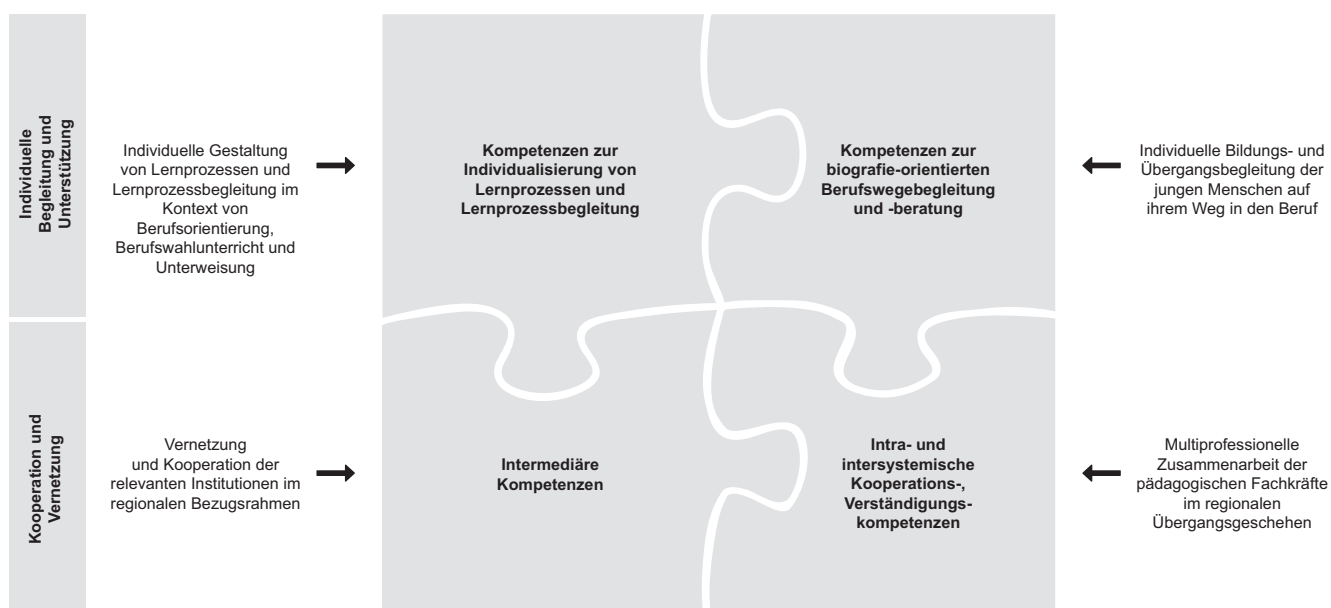 Individuelle
Begleitung und
Unterstützung
Individuelle Gestaltung
von Lernprozessen und
Lernprozessbegleitung im
Kontext von
Berufsorientierung,
Berufswahlunterricht und
Unterweisung
Kompetenzen zur
Individualisierung von
Lernprozessen und
Lernprozessbegleitung
Kompetenzen zur
biografie-orientierten
Berufswegebegleitung
und -beratung
Individuelle Bildungs- und
Übergangsbegleitung der
jungen Menschen auf
ihrem Weg in den Beruf
Kooperation und
Vernetzung
Vernetzung
und Kooperation der
relevanten Institutionen im
regionalen Bezugsrahmen
Intermediäre
Kompetenzen
Intra- und
intersystemische
Kooperations-,
Verständigungs-
kompetenzen
Multiprofessionelle
Zusammenarbeit der
pädagogischen Fachkräfte
im regionalen
Übergangsgeschehen